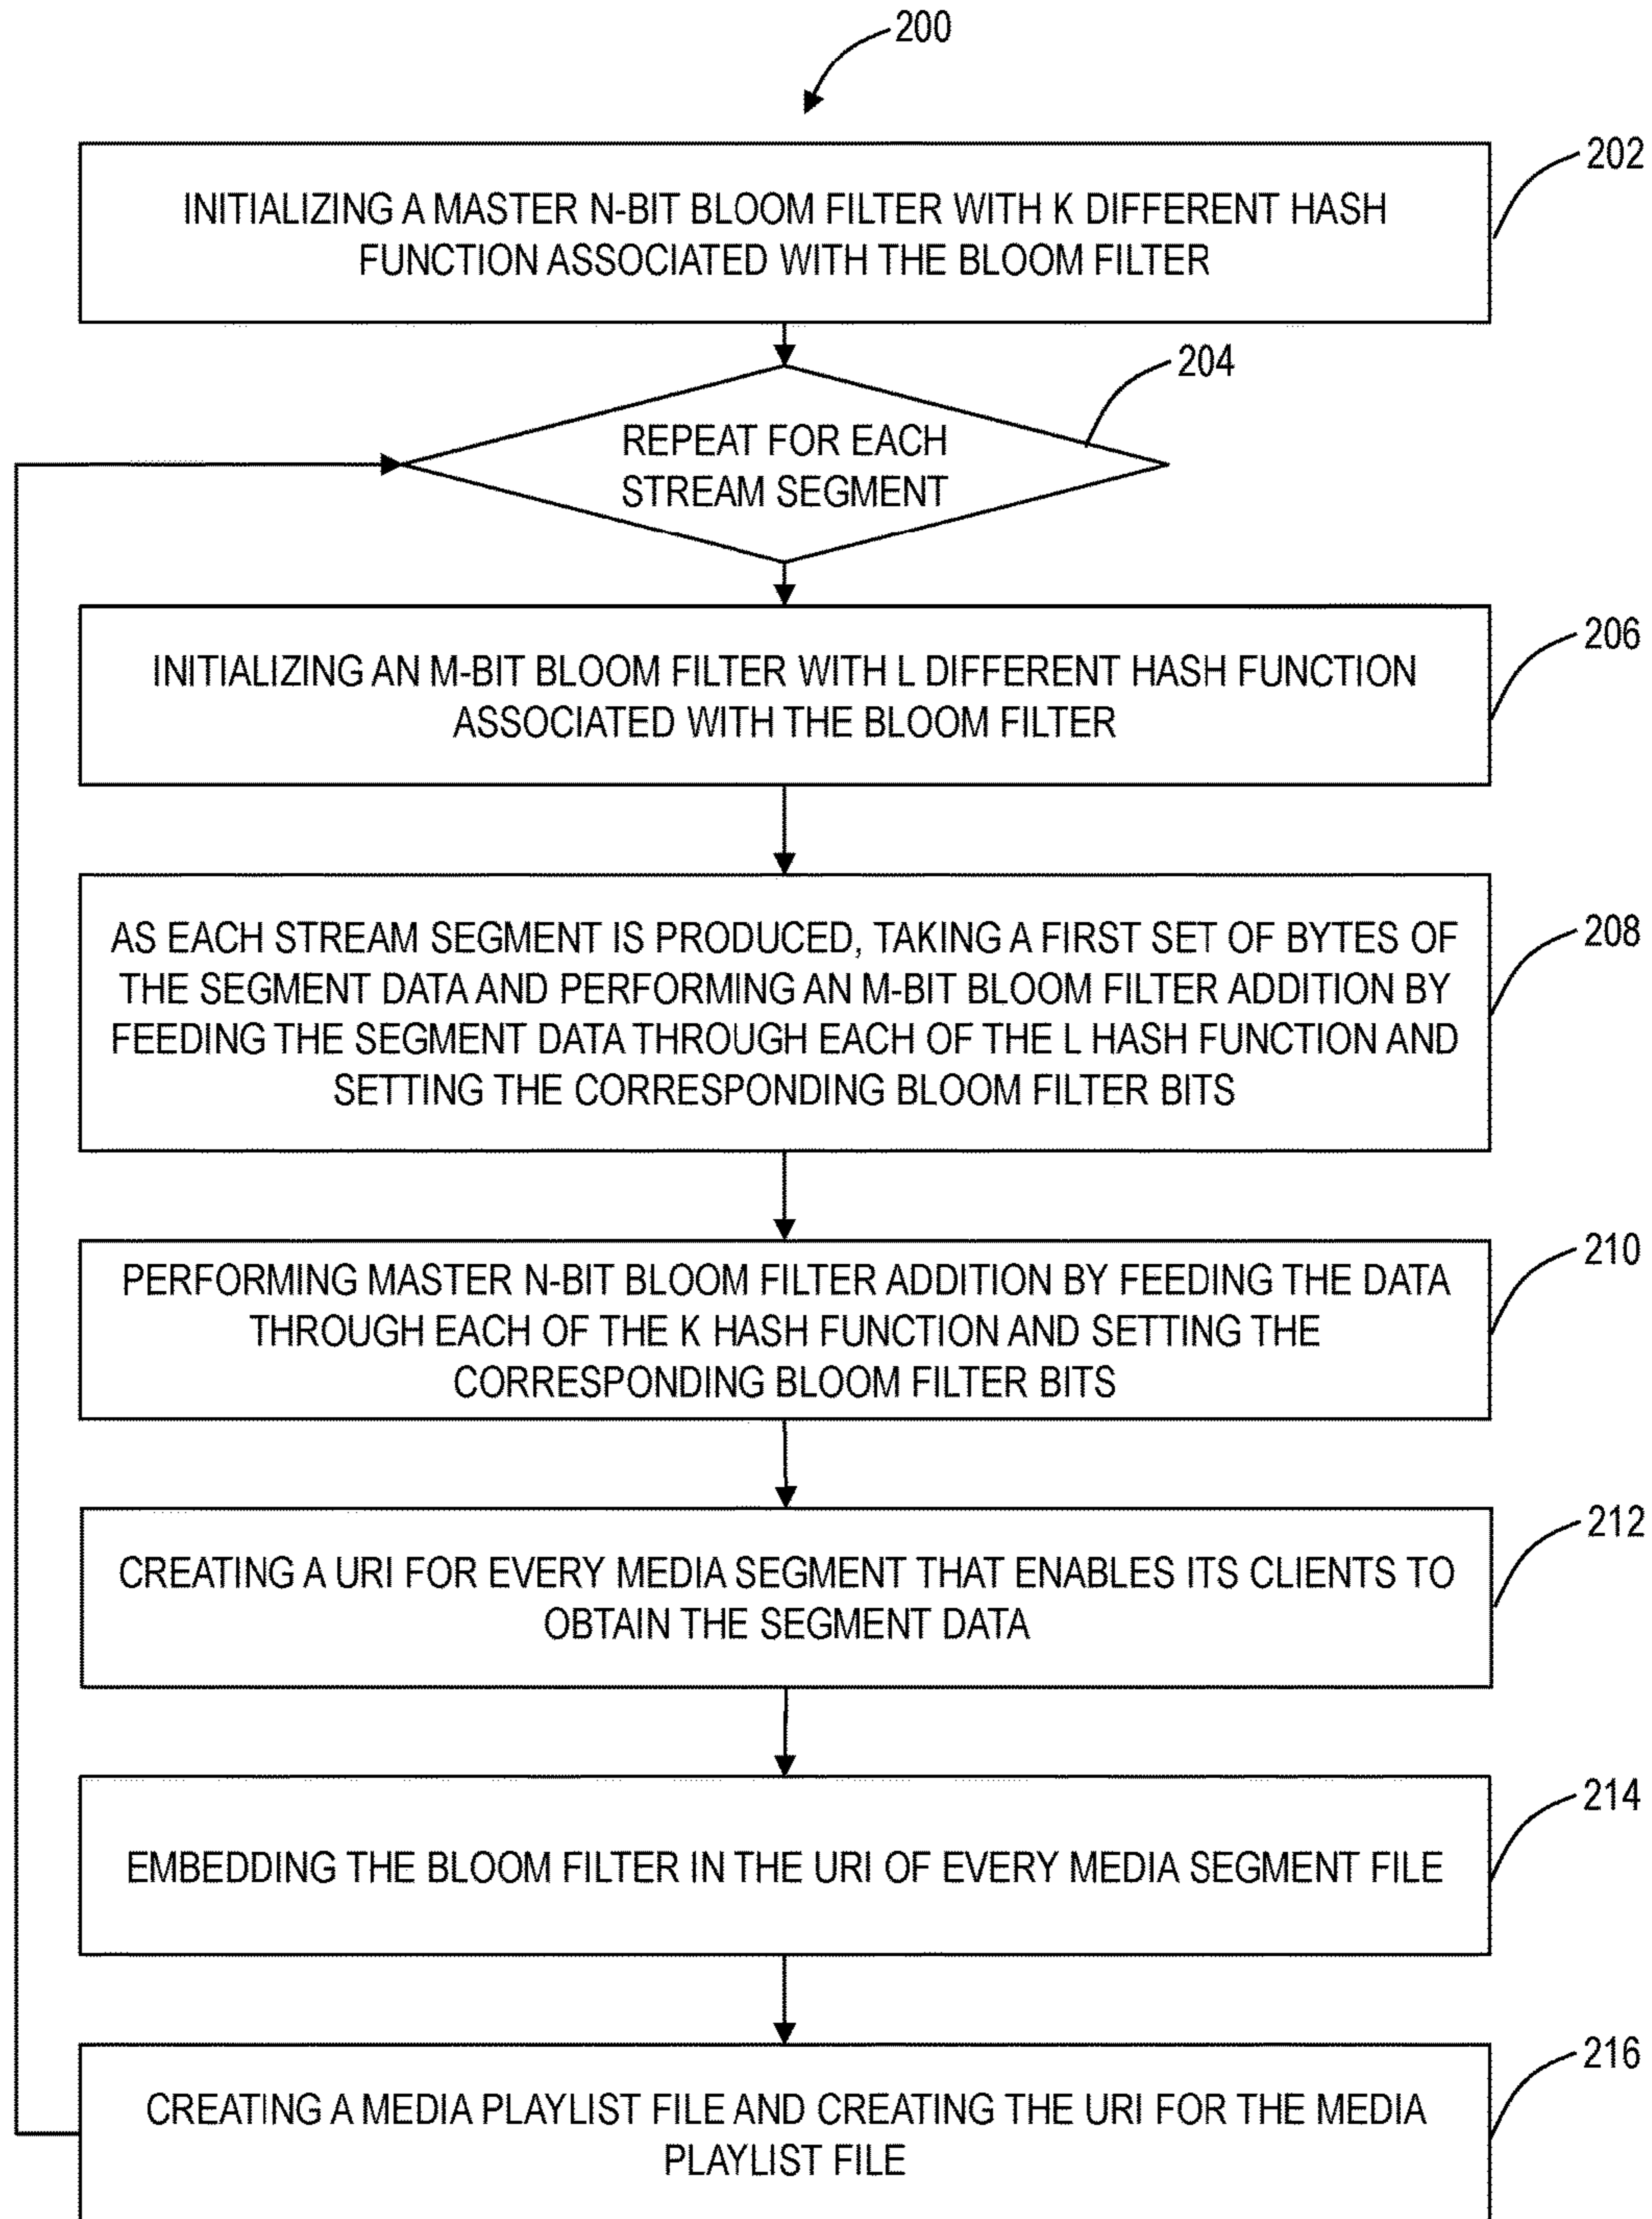 200
202
INITIALIZING A MASTER N-BIT BLOOM FILTER WITH K DIFFERENT HASH
FUNCTION ASSOCIATED WITH THE BLOOM FILTER
204
REPEAT FOR EACH
STREAM SEGMENT
206
INITIALIZING AN M-BIT BLOOM FILTER WITH L DIFFERENT HASH FUNCTION
ASSOCIATED WITH THE BLOOM FILTER
208
AS EACH STREAM SEGMENT IS PRODUCED, TAKING A FIRST SET OF BYTES OF
THE SEGMENT DATA AND PERFORMING AN M-BIT BLOOM FILTER ADDITION BY
FEEDING THE SEGMENT DATA THROUGH EACH OF THE L HASH FUNCTION AND
SETTING THE CORRESPONDING BLOOM FILTER BITS
210
PERFORMING MASTER N-BIT BLOOM FILTER ADDITION BY FEEDING THE DATA
THROUGH EACH OF THE K HASH FUNCTION AND SETTING THE
CORRESPONDING BLOOM FILTER BITS
212
CREATING A URI FOR EVERY MEDIA SEGMENT THAT ENABLES ITS CLIENTS TO
OBTAIN THE SEGMENT DATA
214
EMBEDDING THE BLOOM FILTER IN THE URI OF EVERY MEDIA SEGMENT FILE
216
CREATING A MEDIA PLAYLIST FILE AND CREATING THE URI FOR THE MEDIA
PLAYLIST FILE